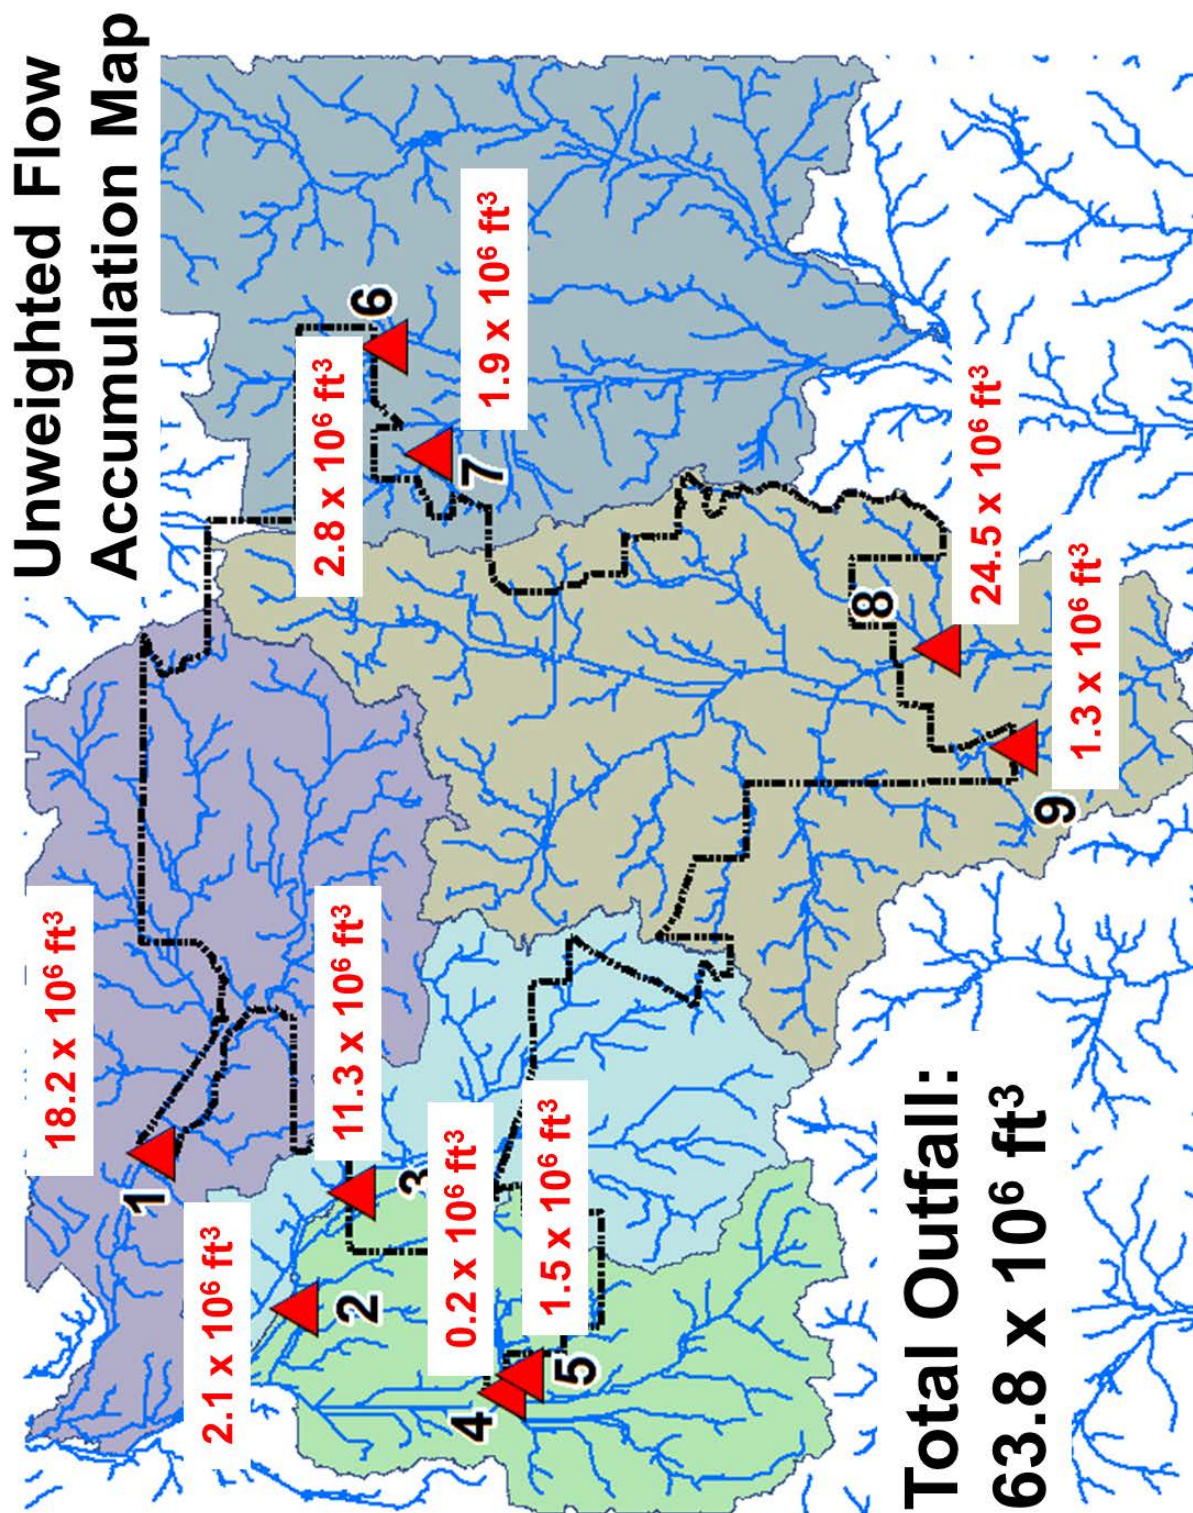 Unweighted Flow
Accumulation Map
18.2 x 10⁶ ft³
1
2.1 x 10⁶ ft³
2
11.3 x 10⁶ ft³
3
0.2 x 10⁶ ft³
4
1.5 x 10⁶ ft³
5
2.8 x 10⁶ ft³
6
1.9 x 10⁶ ft³
7
8
24.5 x 10⁶ ft³
9
1.3 x 10⁶ ft³
Total Outfall:
63.8 x 10⁶ ft³